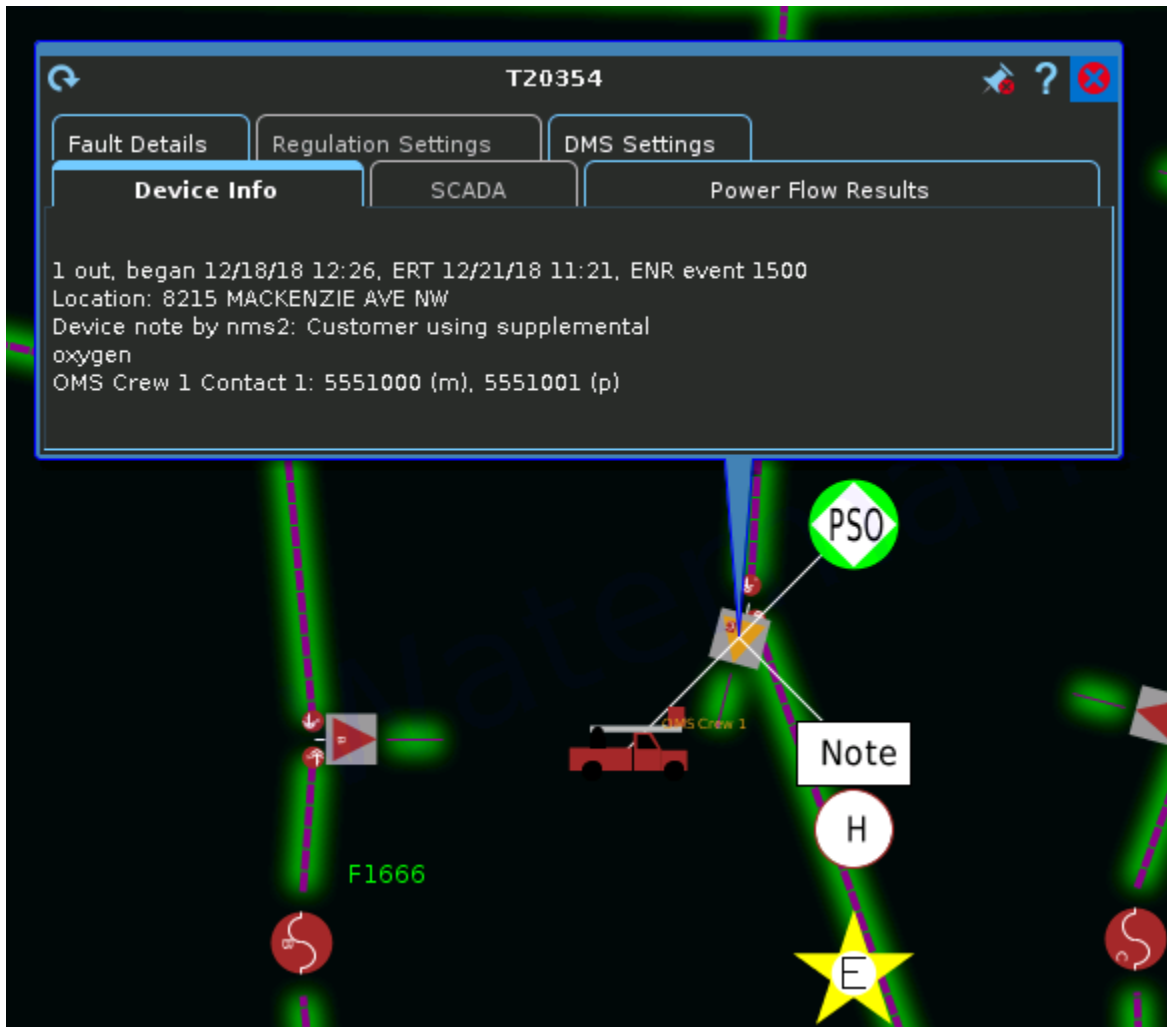 T20354
?
Fault Details
Regulation Settings
DMS Settings
Device Info
SCADA
Power Flow Results
1 out, began 12/18/18 12:26, ERT 12/21/18 11:21, ENR event 1500
Location: 8215 MACKENZIE AVE NW
Device note by nms2: Customer using supplemental
oxygen
OMS Crew 1 Contact 1: 5551000 (m), 5551001 (p)
PSO
OMS Crew 1
Note
H
F1666
E